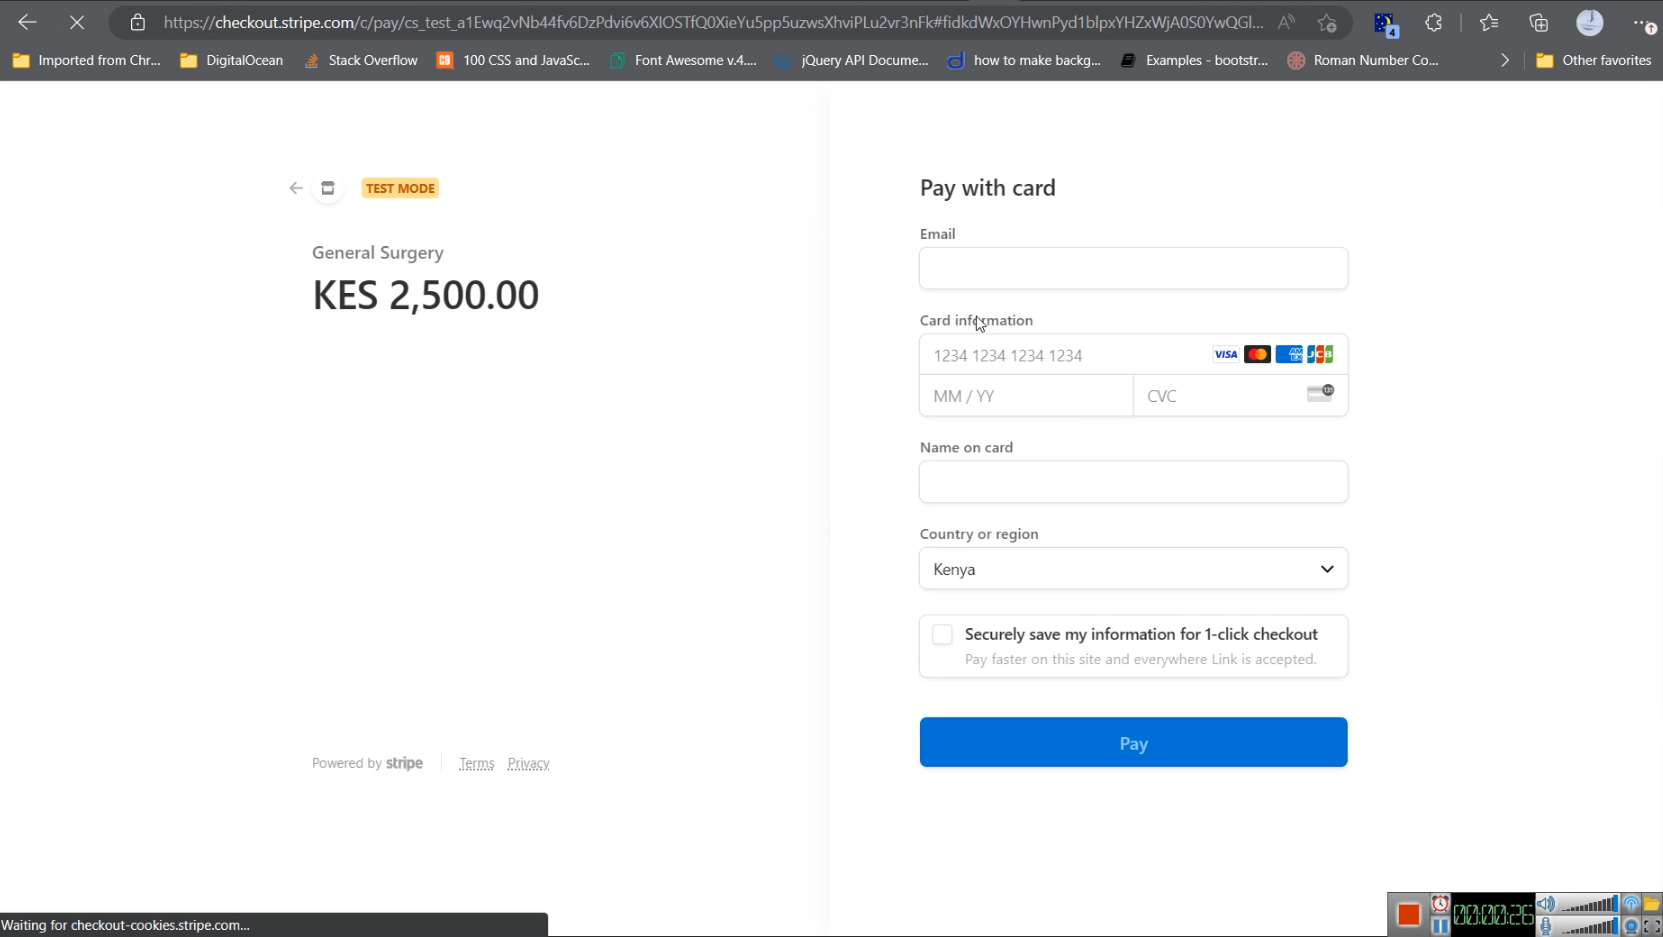 https://checkout.stripe.com/c/pay/cs_test_a1Ewq2vNb44fv6DzPdvi6v6XIOSTfQ0XieYu5pp5uzwsXhviPLu2vr3nFk#fidkdWxOYHwnPyd1blpxYHZxWjA0S0YwQGl...
4
Imported from Chr...
DigitalOcean
Stack Overflow
100 CSS and JavaSc...
Font Awesome v.4....
jQuery API Docume...
how to make backg...
Examples - bootstr...
Roman Number Co...
Other favorites
TEST MODE
General Surgery
KES 2,500.00
Powered by stripe
Terms
Privacy
Pay with card
Email
Card information
1234 1234 1234 1234
VISA
MM / YY
CVC
Name on card
Country or region
Kenya
Securely save my information for 1-click checkout
Pay faster on this site and everywhere Link is accepted.
Pay
Waiting for checkout-cookies.stripe.com...